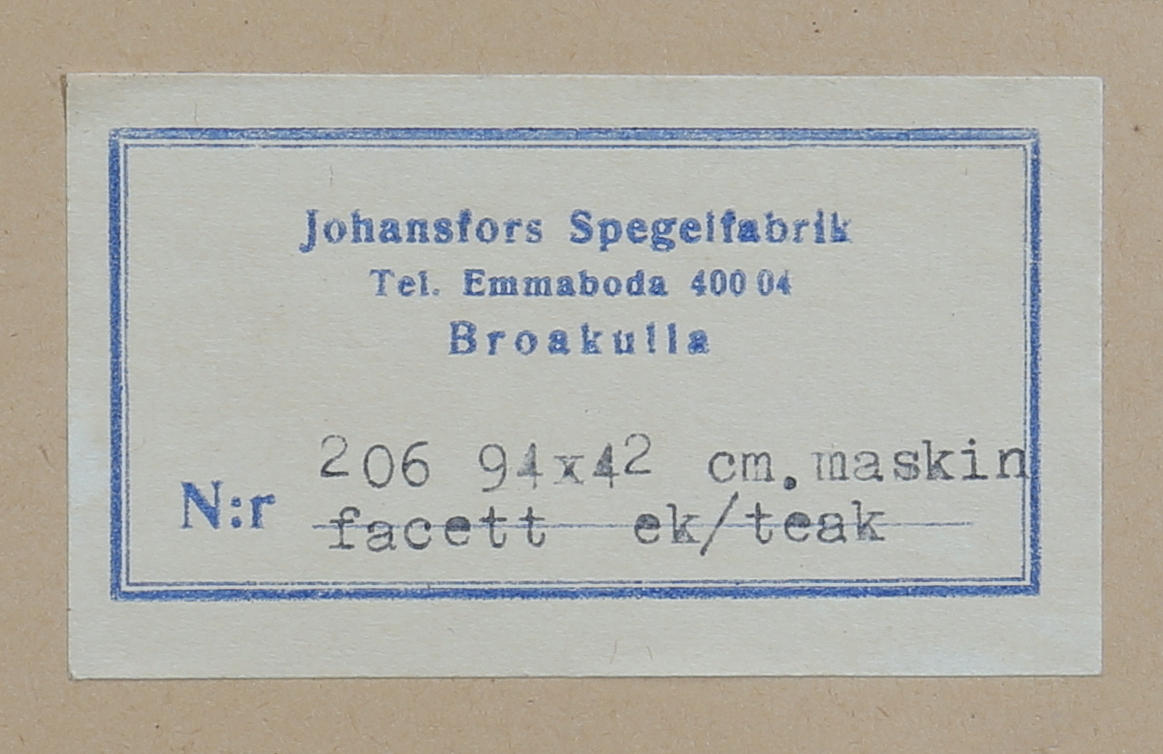 Johansfors Spegelfabrik
Tel. Emmaboda 400 04
Broakulla
206 94x42 cm.maskin
N:r facett ek/teak